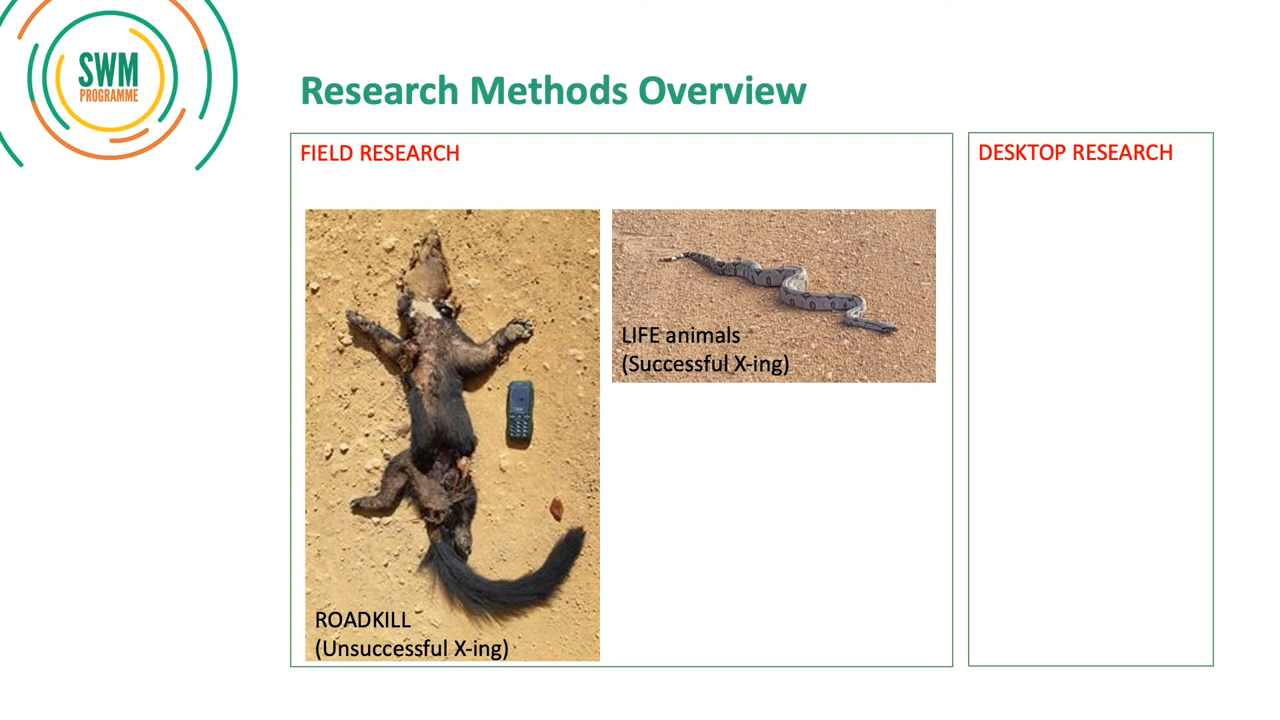 SWM
PROGRAMME
Research Methods Overview
FIELD RESEARCH
DESKTOP RESEARCH
LIFE animals
(Successful X-ing)
ROADKILL
(Unsuccessful X-ing)